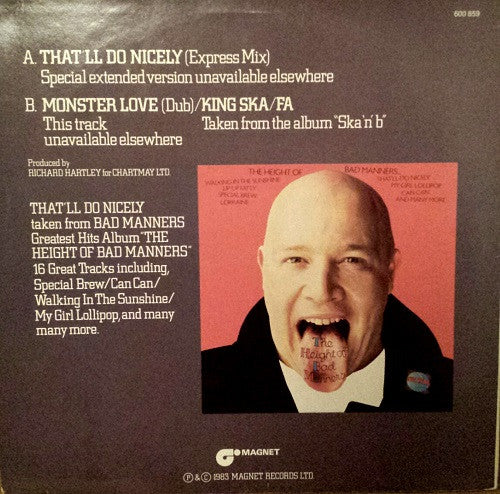 600 859
A. THAT'LL DO NICELY (Express Mix)
Special extended version unavailable elsewhere
B. MONSTER LOVE (Dub)/KING SKA/FA
This track Taken from the album "Ska'n'b"
unavailable elsewhere
Produced by
RICHARD HARTLEY for CHARTMAY LTD.
THAT'LL DO NICELY
taken from BAD MANNERS
Greatest Hits Album "THE
HEIGHT OF BAD MANNERS"
16 Great Tracks including,
Special Brew/Can Can/
Walking In The Sunshine/
My Girl Lollipop, and many
many more.
THE HEIGHT OF BAD MANNERS...
WALKING IN THE SUNSHINE THAT'LL DO NICELY
LIP UP FATTY MY GIRL LOLLIPOP
SPECIAL BREW CAN CAN
LORRAINE AND MANY MORE
The
Height of
Bad
Manners
MAGNET
Ⓟ & © 1983 MAGNET RECORDS LTD.